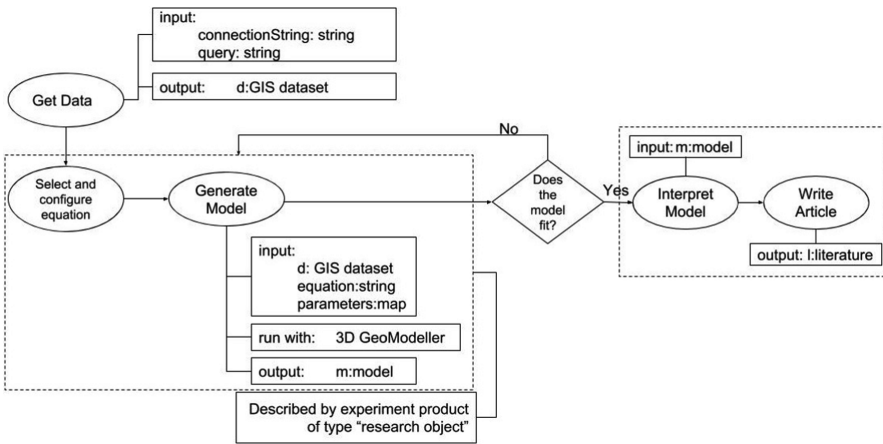 input:
connectionString: string
query: string
output: d:GIS dataset
Get Data
No
input: m:model
Select and
configure
equation
Generate
Model
Does
the
model
fit?
Yes
Interpret
Model
Write
Article
output: l:literature
input:
d: GIS dataset
equation:string
parameters:map
run with: 3D GeoModeller
output: m:model
Described by experiment product
of type “research object”